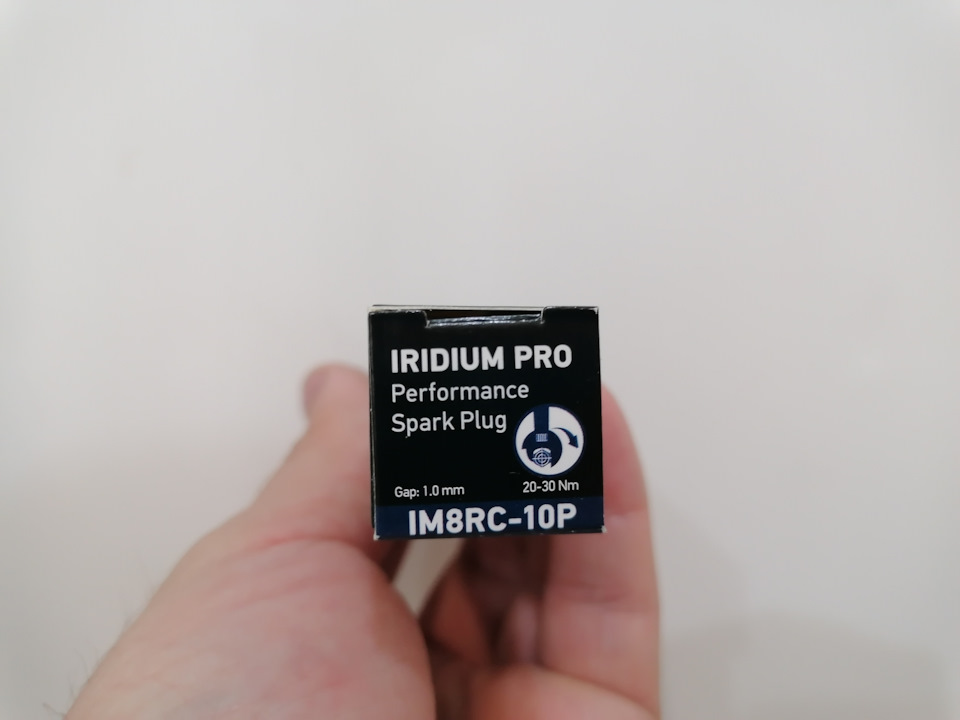 IRIDIUM PRO
Performance
Spark Plug
Gap: 1.0 mm
20-30 Nm
IM8RC-10P